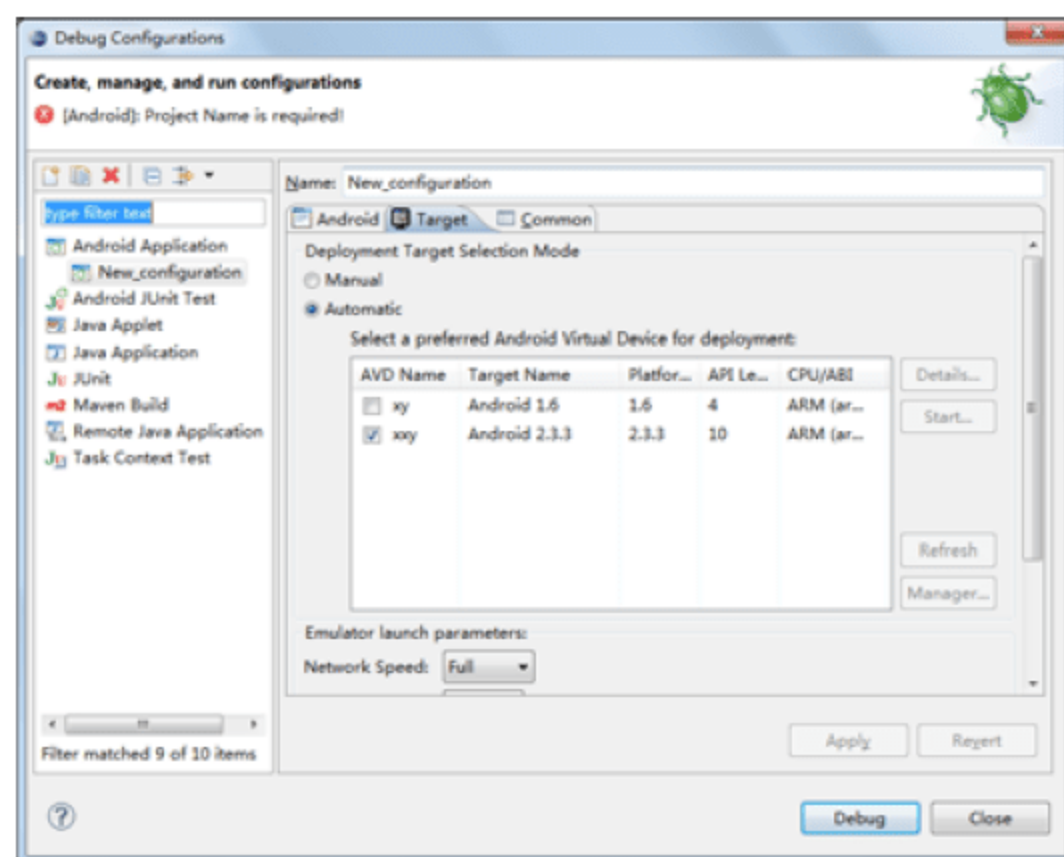 Debug Configurations
Create, manage, and run configurations
[Android]: Project Name is required!
type filter text
Android Application
New_configuration
Android JUnit Test
Java Applet
Java Application
JUnit
Maven Build
Remote Java Application
Task Context Test
Filter matched 9 of 10 items
Name: New_configuration
Android Target Common
Deployment Target Selection Mode
Manual
Automatic
Select a preferred Android Virtual Device for deployment:
AVD Name Target Name Platfor... API Le... CPU/ABI
xy Android 1.6 1.6 4 ARM (ar...
xxy Android 2.3.3 2.3.3 10 ARM (ar...
Details...
Start...
Refresh
Manager...
Emulator launch parameters:
Network Speed: Full
Apply Revert
Debug Close